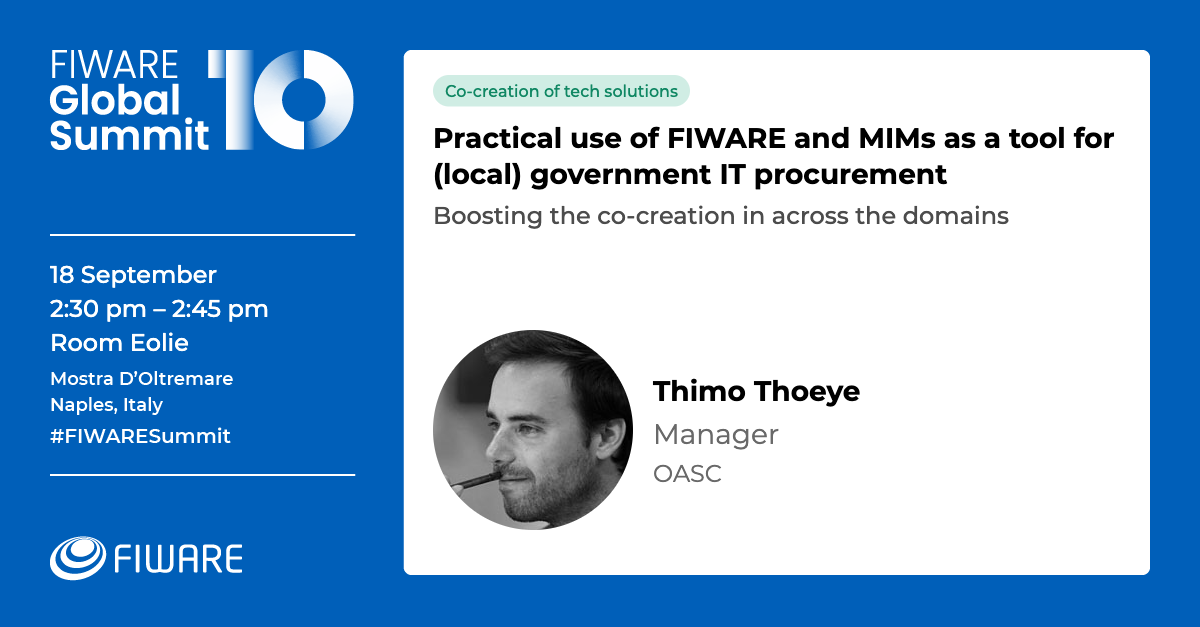 FIWARE
Global
Summit
10
18 September
2:30 pm – 2:45 pm
Room Eolie
Mostra D’Oltremare
Naples, Italy
#FIWARESummit
FIWARE
Co-creation of tech solutions
Practical use of FIWARE and MIMs as a tool for
(local) government IT procurement
Boosting the co-creation in across the domains
Thimo Thoeye
Manager
OASC